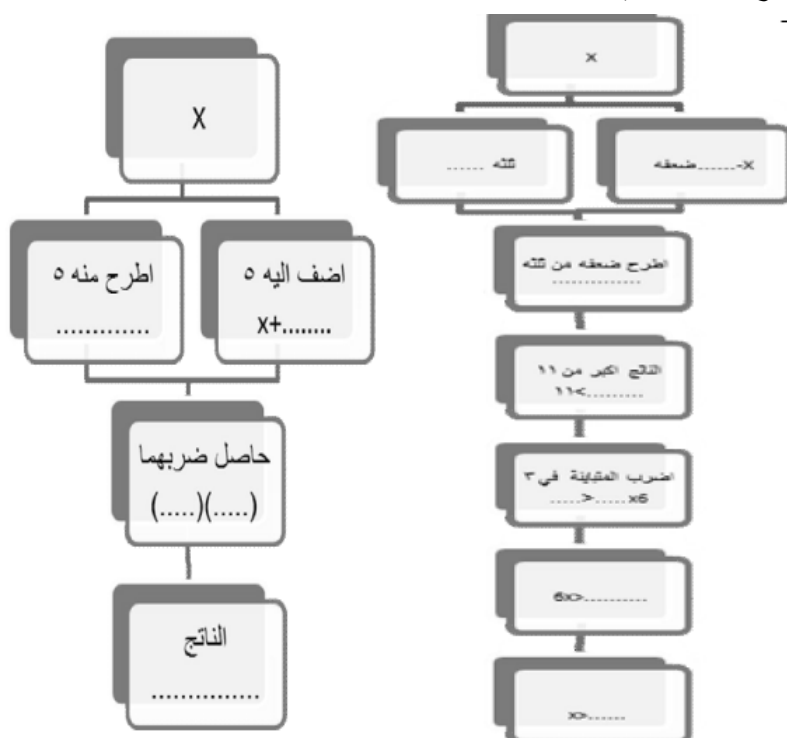 x
ضعفه......-x
ثلثه ......
اطرح ضعفه من ثلثه
..............
الناتج اكبر من ١١
١١<.........
اضرب المتباينة في ٣
.....>......x6
6x>..........
x>......
X
اضف اليه ٥
x+........
اطرح منه ٥
.............
حاصل ضربهما
(.....)(.....)
الناتج
...............